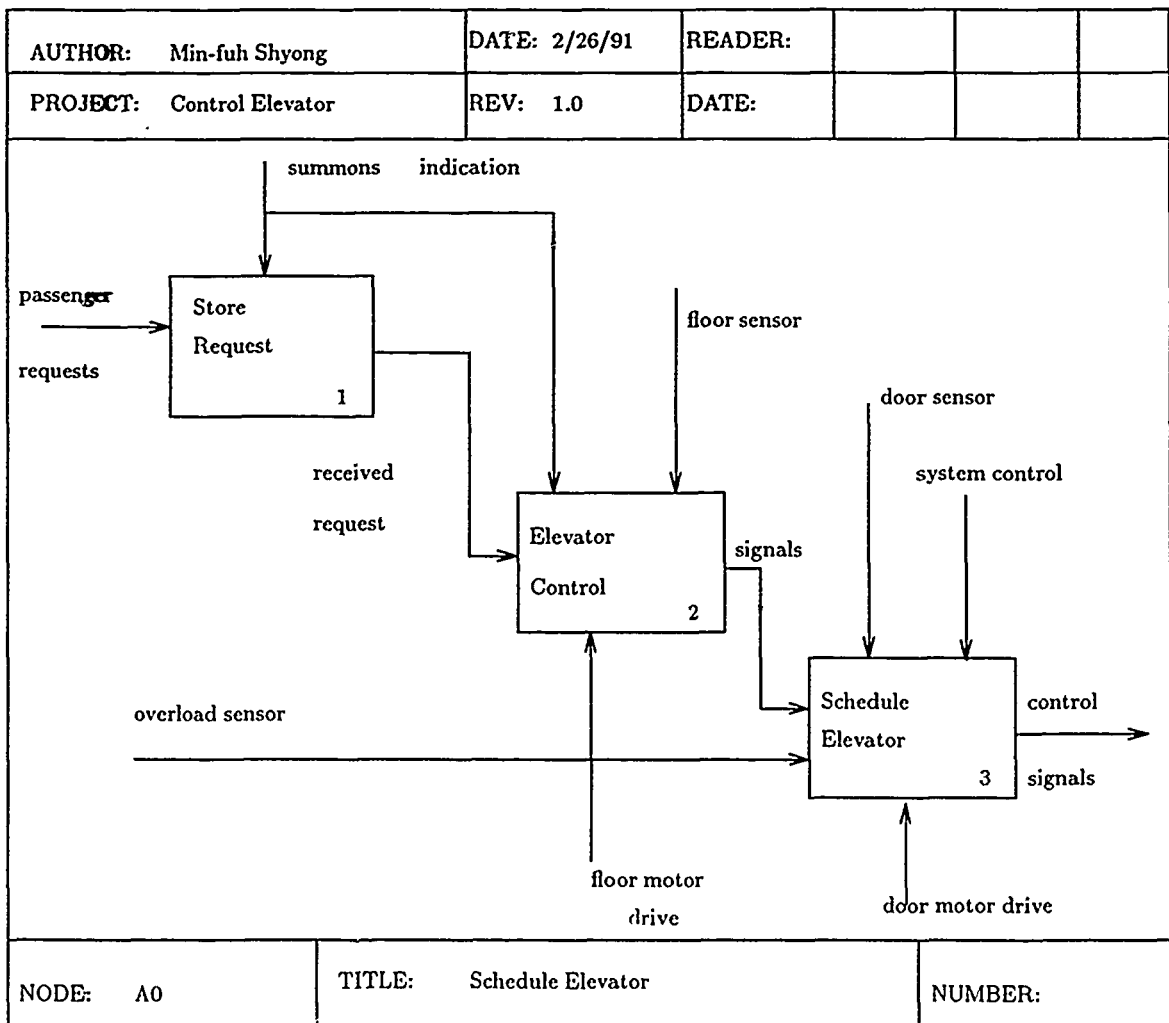 AUTHOR: Min-fuh Shyong DATE: 2/26/91 READER:
PROJECT: Control Elevator REV: 1.0 DATE:
summons indication
passenger
requests
Store
Request
1
floor sensor
door sensor
system control
received
request
Elevator
Control
2
signals
overload sensor
Schedule
Elevator
3
control
signals
floor motor
drive
door motor drive
NODE: A0 TITLE: Schedule Elevator NUMBER: